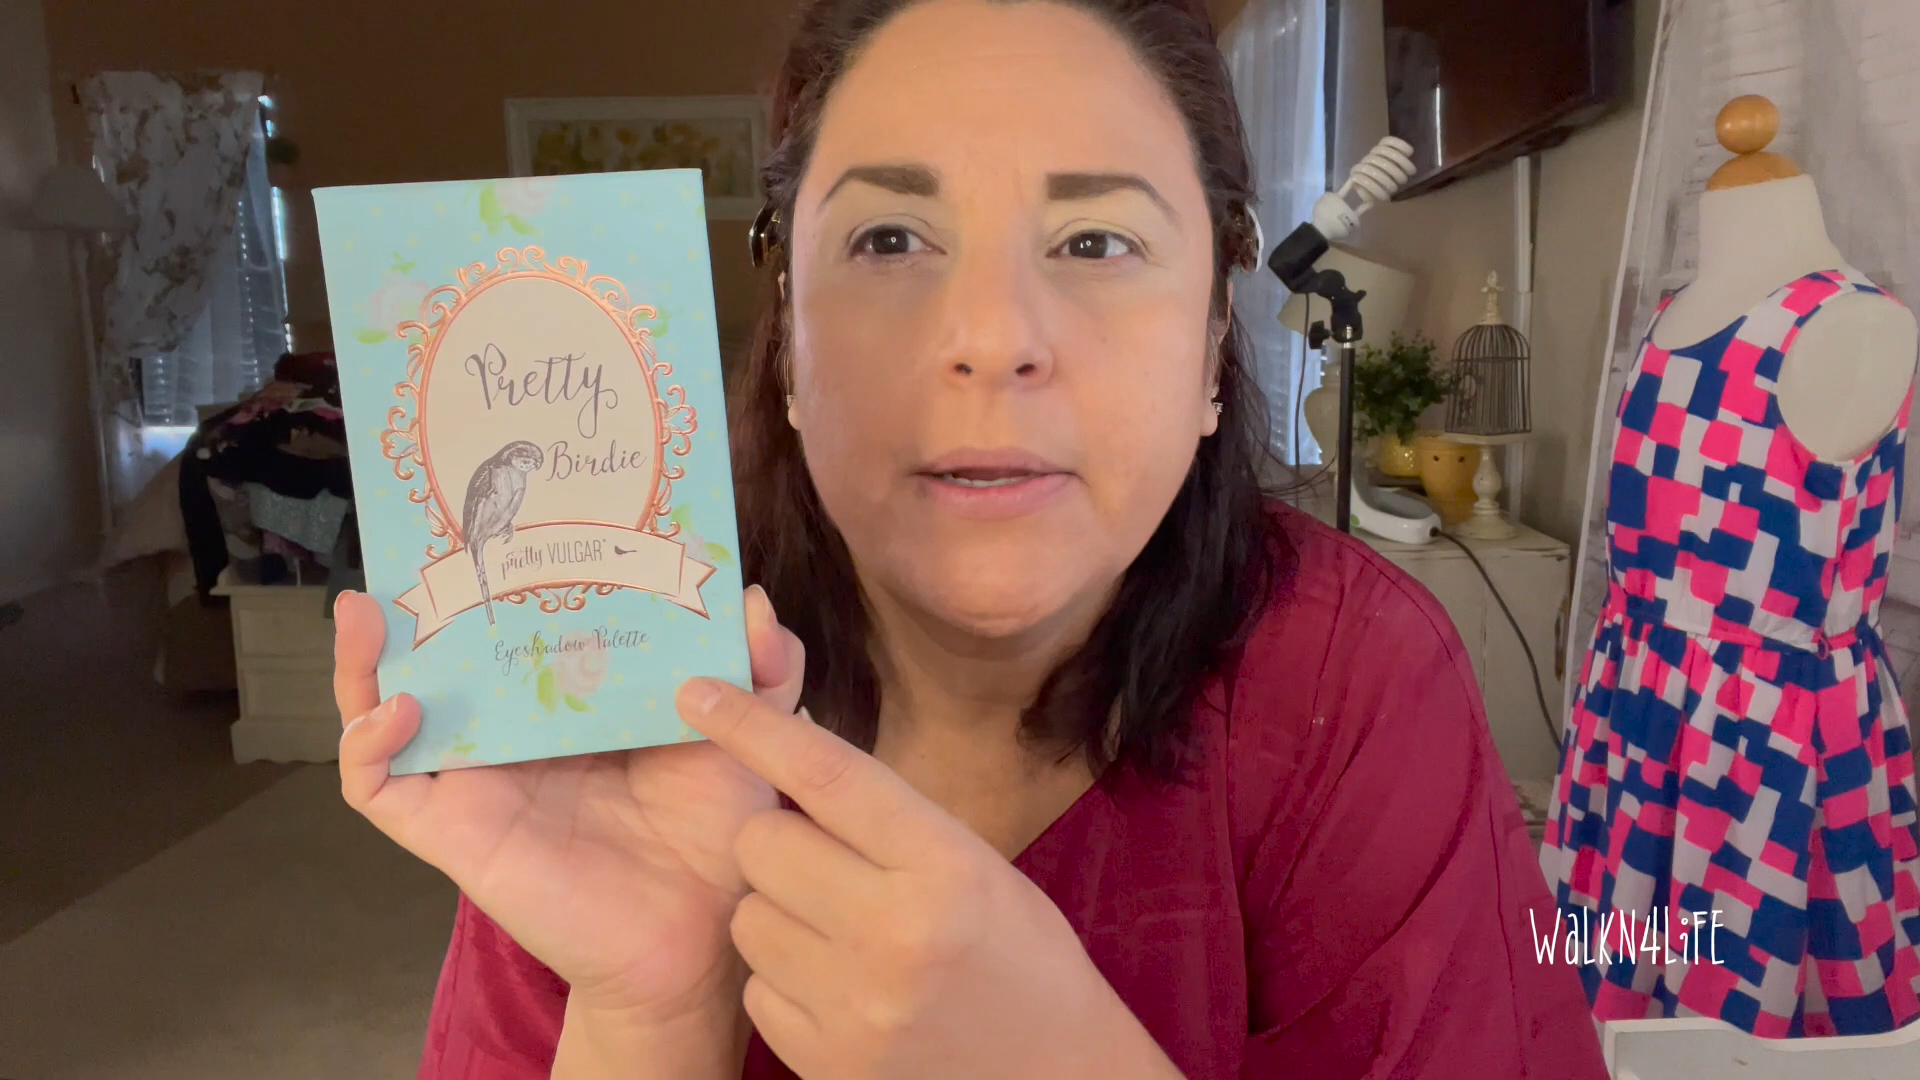 Pretty
Birdie
pretty VULGAR®
Eyeshadow Palette
WaLKN4LiFE